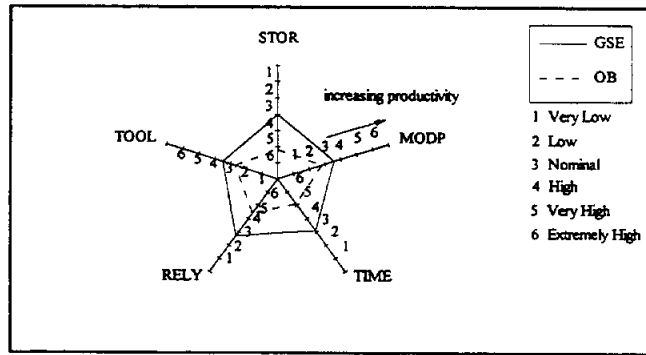 STOR
1
2
3
4
5
6
increasing productivity
1 2 3 4 5 6
MODP
TOOL
6 5 4 3 2 1
6
5
4
3
2
1
RELY
6
5
4
3
2
1
TIME
GSE
OB
1 Very Low
2 Low
3 Nominal
4 High
5 Very High
6 Extremely High